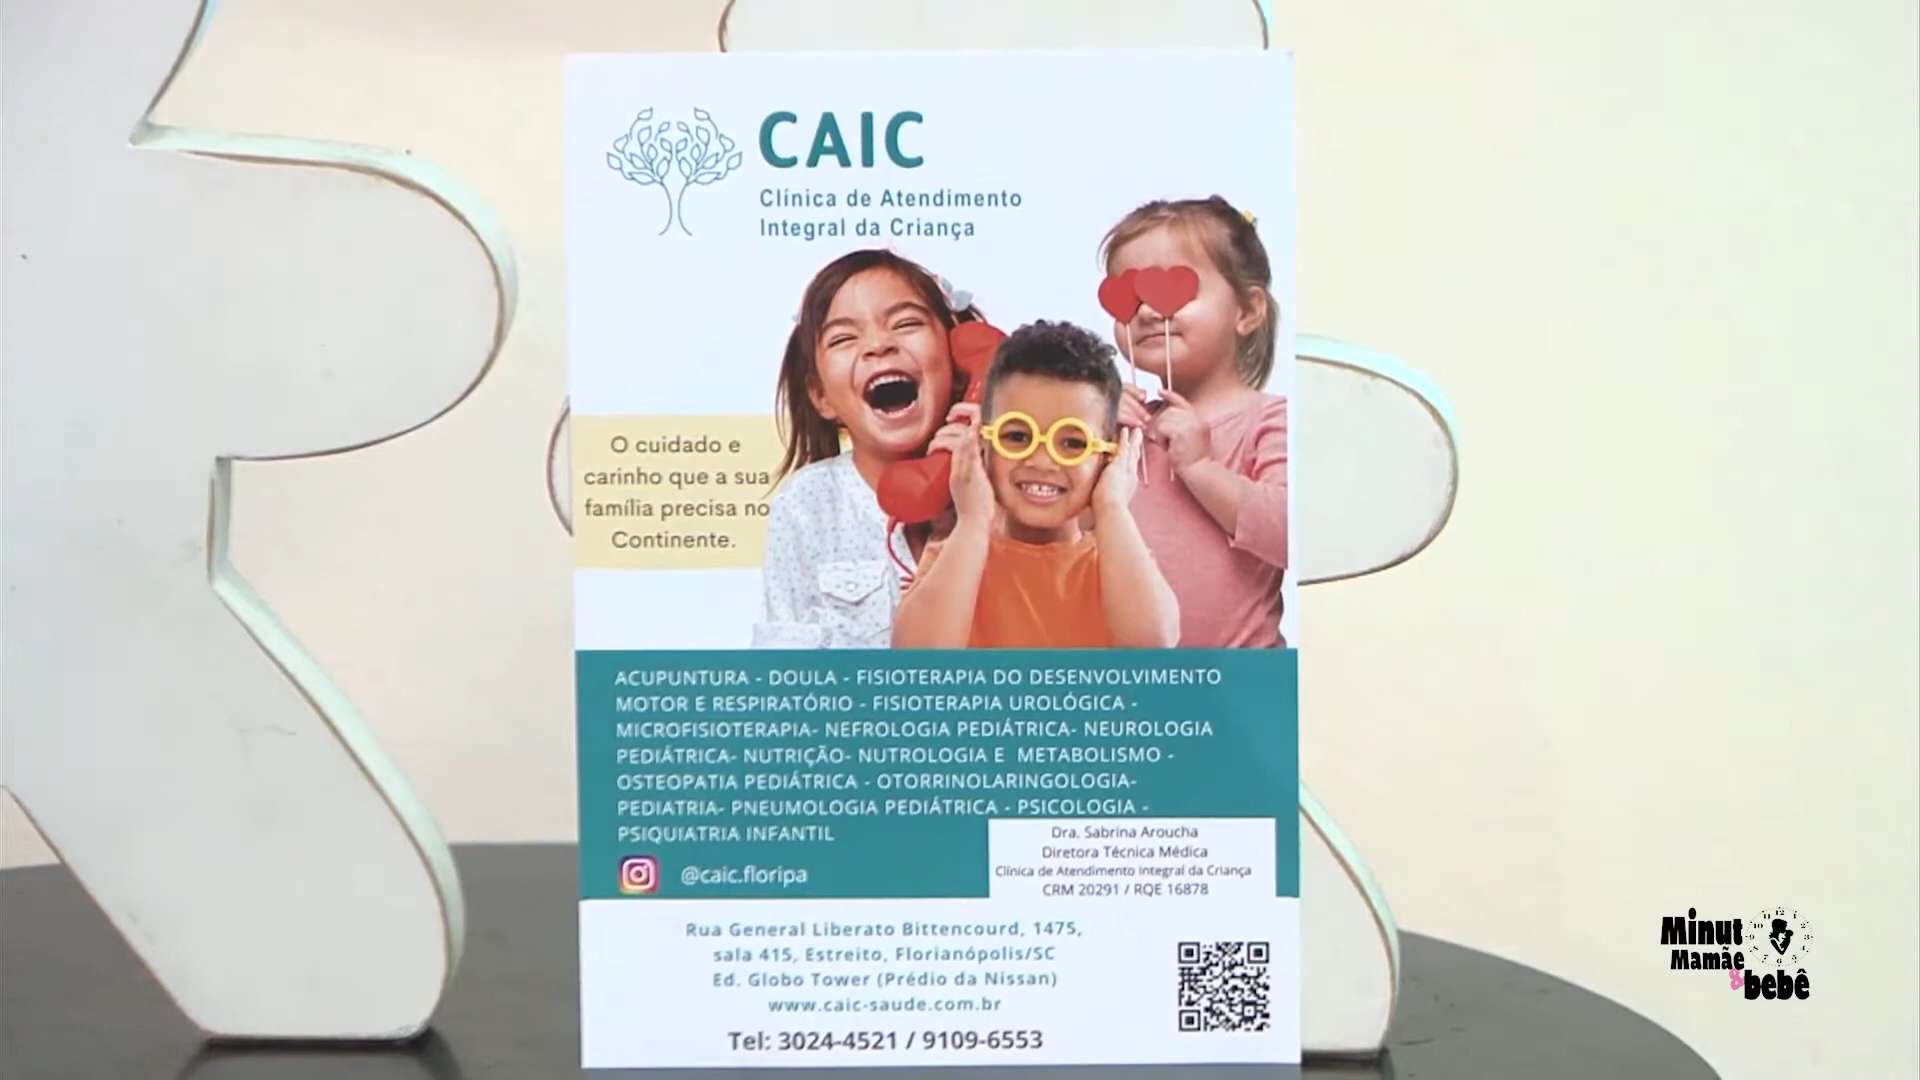 CAIC
Clínica de Atendimento
Integral da Criança
O cuidado e
carinho que a sua
família precisa no
Continente.
ACUPUNTURA - DOULA - FISIOTERAPIA DO DESENVOLVIMENTO
MOTOR E RESPIRATÓRIO - FISIOTERAPIA UROLÓGICA -
MICROFISIOTERAPIA- NEFROLOGIA PEDIÁTRICA- NEUROLOGIA
PEDIÁTRICA- NUTRIÇÃO- NUTROLOGIA E METABOLISMO -
OSTEOPATIA PEDIÁTRICA - OTORRINOLARINGOLOGIA-
PEDIATRIA- PNEUMOLOGIA PEDIÁTRICA - PSICOLOGIA -
PSIQUIATRIA INFANTIL
@caic.floripa
Dra. Sabrina Aroucha
Diretora Técnica Médica
Clínica de Atendimento Integral da Criança
CRM 20291 / RQE 16878
Rua General Liberato Bittencourd, 1475,
sala 415, Estreito, Florianópolis/SC
Ed. Globo Tower (Prédio da Nissan)
www.caic-saude.com.br
Tel: 3024-4521 / 9109-6553
Minut
Mamãe
& bebê